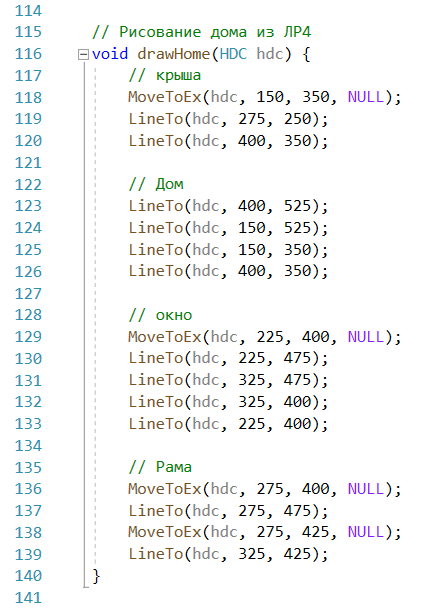 114
115 // Рисование дома из ЛР4
116 void drawHome(HDC hdc) {
117 // крыша
118 MoveToEx(hdc, 150, 350, NULL);
119 LineTo(hdc, 275, 250);
120 LineTo(hdc, 400, 350);
121
122 // Дом
123 LineTo(hdc, 400, 525);
124 LineTo(hdc, 150, 525);
125 LineTo(hdc, 150, 350);
126 LineTo(hdc, 400, 350);
127
128 // окно
129 MoveToEx(hdc, 225, 400, NULL);
130 LineTo(hdc, 225, 475);
131 LineTo(hdc, 325, 475);
132 LineTo(hdc, 325, 400);
133 LineTo(hdc, 225, 400);
134
135 // Рама
136 MoveToEx(hdc, 275, 400, NULL);
137 LineTo(hdc, 275, 475);
138 MoveToEx(hdc, 275, 425, NULL);
139 LineTo(hdc, 325, 425);
140 }
141